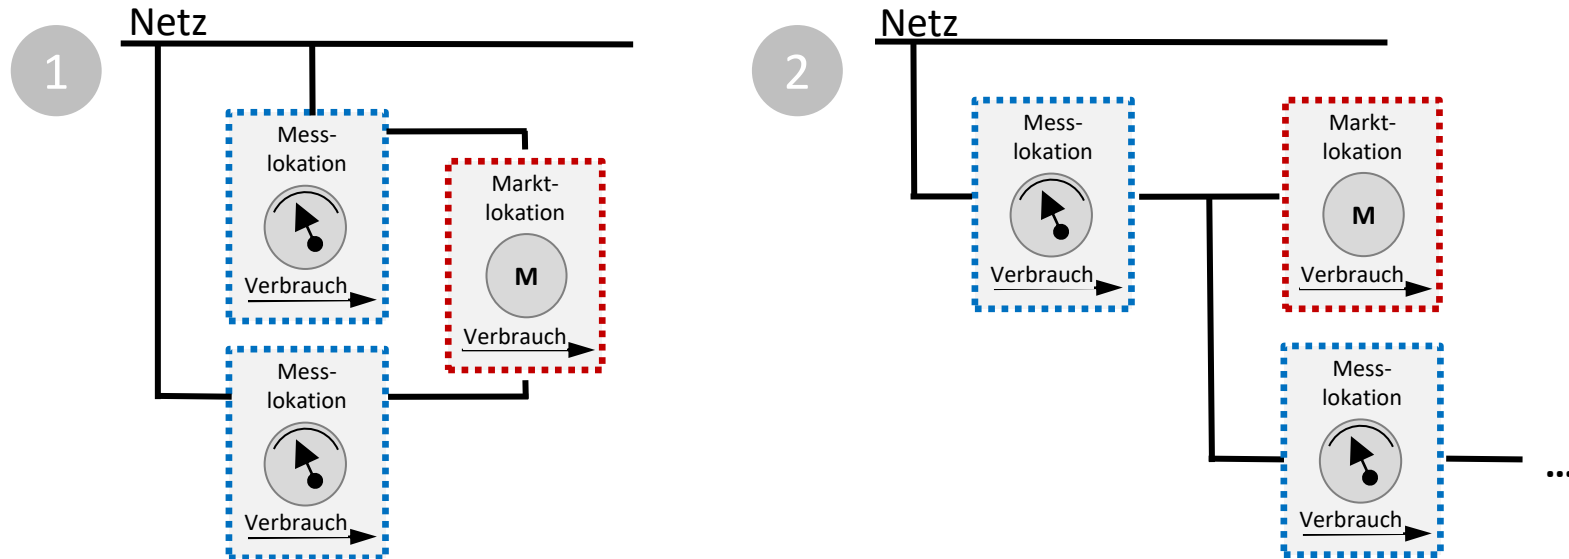 1
Netz
Mess-
lokation
Verbrauch
Markt-
lokation
M
Verbrauch
Mess-
lokation
Verbrauch
2
Netz
Mess-
lokation
Verbrauch
Markt-
lokation
M
Verbrauch
Mess-
lokation
Verbrauch
...